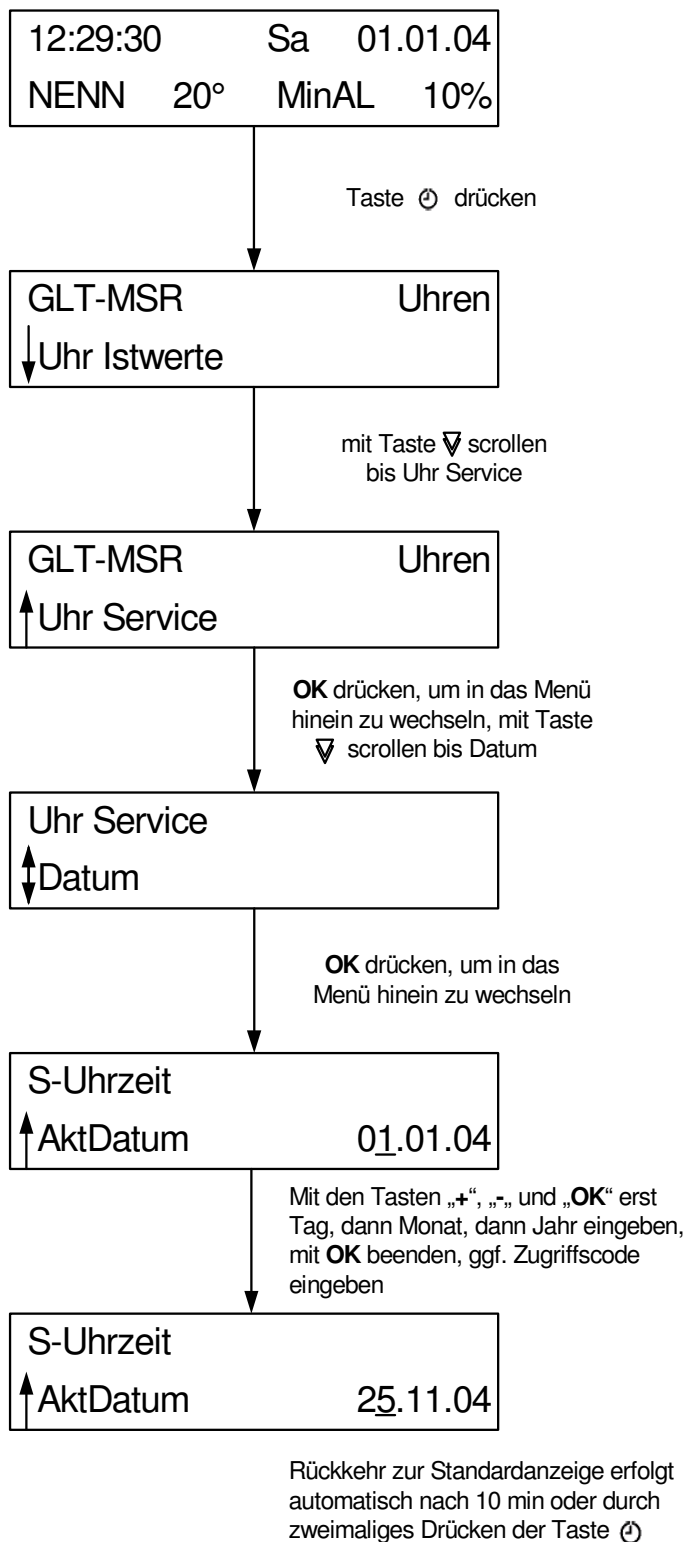 12:29:30 Sa 01.01.04
NENN 20° MinAL 10%
Taste drücken
GLT-MSR Uhren
Uhr Istwerte
mit Taste scrollen
bis Uhr Service
GLT-MSR Uhren
Uhr Service
OK drücken, um in das Menü
hinein zu wechseln, mit Taste
scrollen bis Datum
Uhr Service
Datum
OK drücken, um in das
Menü hinein zu wechseln
S-Uhrzeit
AktDatum 01.01.04
Mit den Tasten „+“, „-„ und „OK“ erst
Tag, dann Monat, dann Jahr eingeben,
mit OK beenden, ggf. Zugriffscode
eingeben
S-Uhrzeit
AktDatum 25.11.04
Rückkehr zur Standardanzeige erfolgt
automatisch nach 10 min oder durch
zweimaliges Drücken der Taste